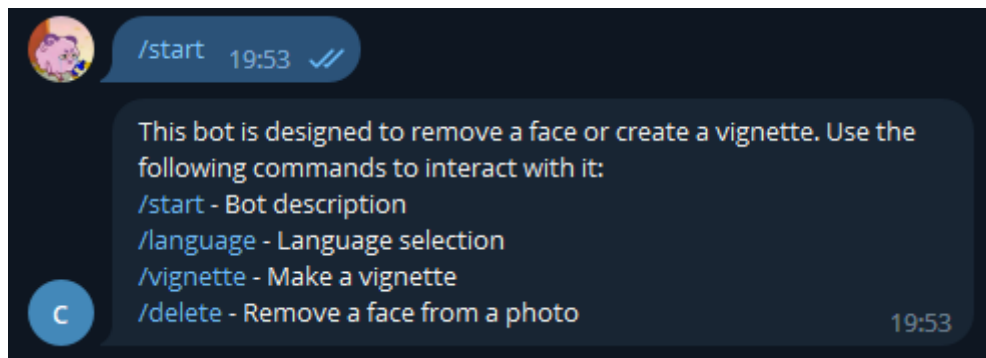 /start 19:53
This bot is designed to remove a face or create a vignette. Use the
following commands to interact with it:
/start - Bot description
/language - Language selection
/vignette - Make a vignette
/delete - Remove a face from a photo
C
19:53